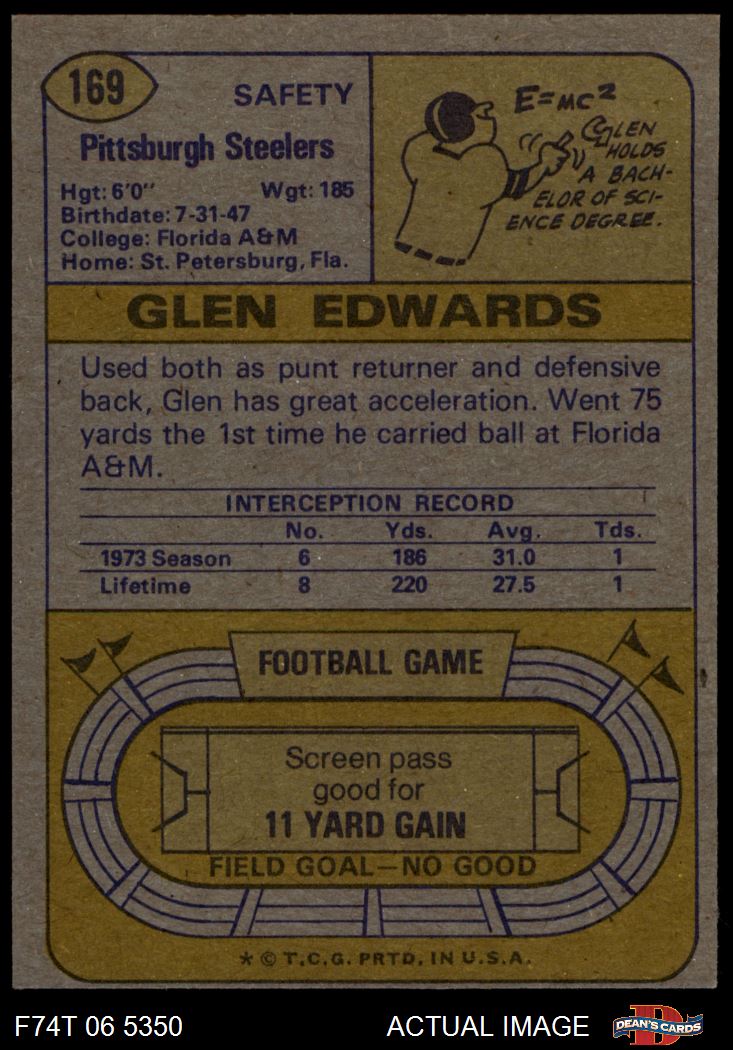 169
SAFETY
Pittsburgh Steelers
Hgt: 6'0" Wgt: 185
Birthdate: 7-31-47
College: Florida A&M
Home: St. Petersburg, Fla.
E=MC²
GLEN
HOLDS
A BACH-
ELOR OF SCI-
ENCE DEGREE.
GLEN EDWARDS
Used both as punt returner and defensive
back, Glen has great acceleration. Went 75
yards the 1st time he carried ball at Florida
A&M.
INTERCEPTION RECORD
No. Yds. Avg. Tds.
1973 Season 6 186 31.0 1
Lifetime 8 220 27.5 1
FOOTBALL GAME
Screen pass
good for
11 YARD GAIN
FIELD GOAL—NO GOOD
* © T.C.G. PRTD. IN U.S.A.
F74T 06 5350 ACTUAL IMAGE D DEAN'S CARDS